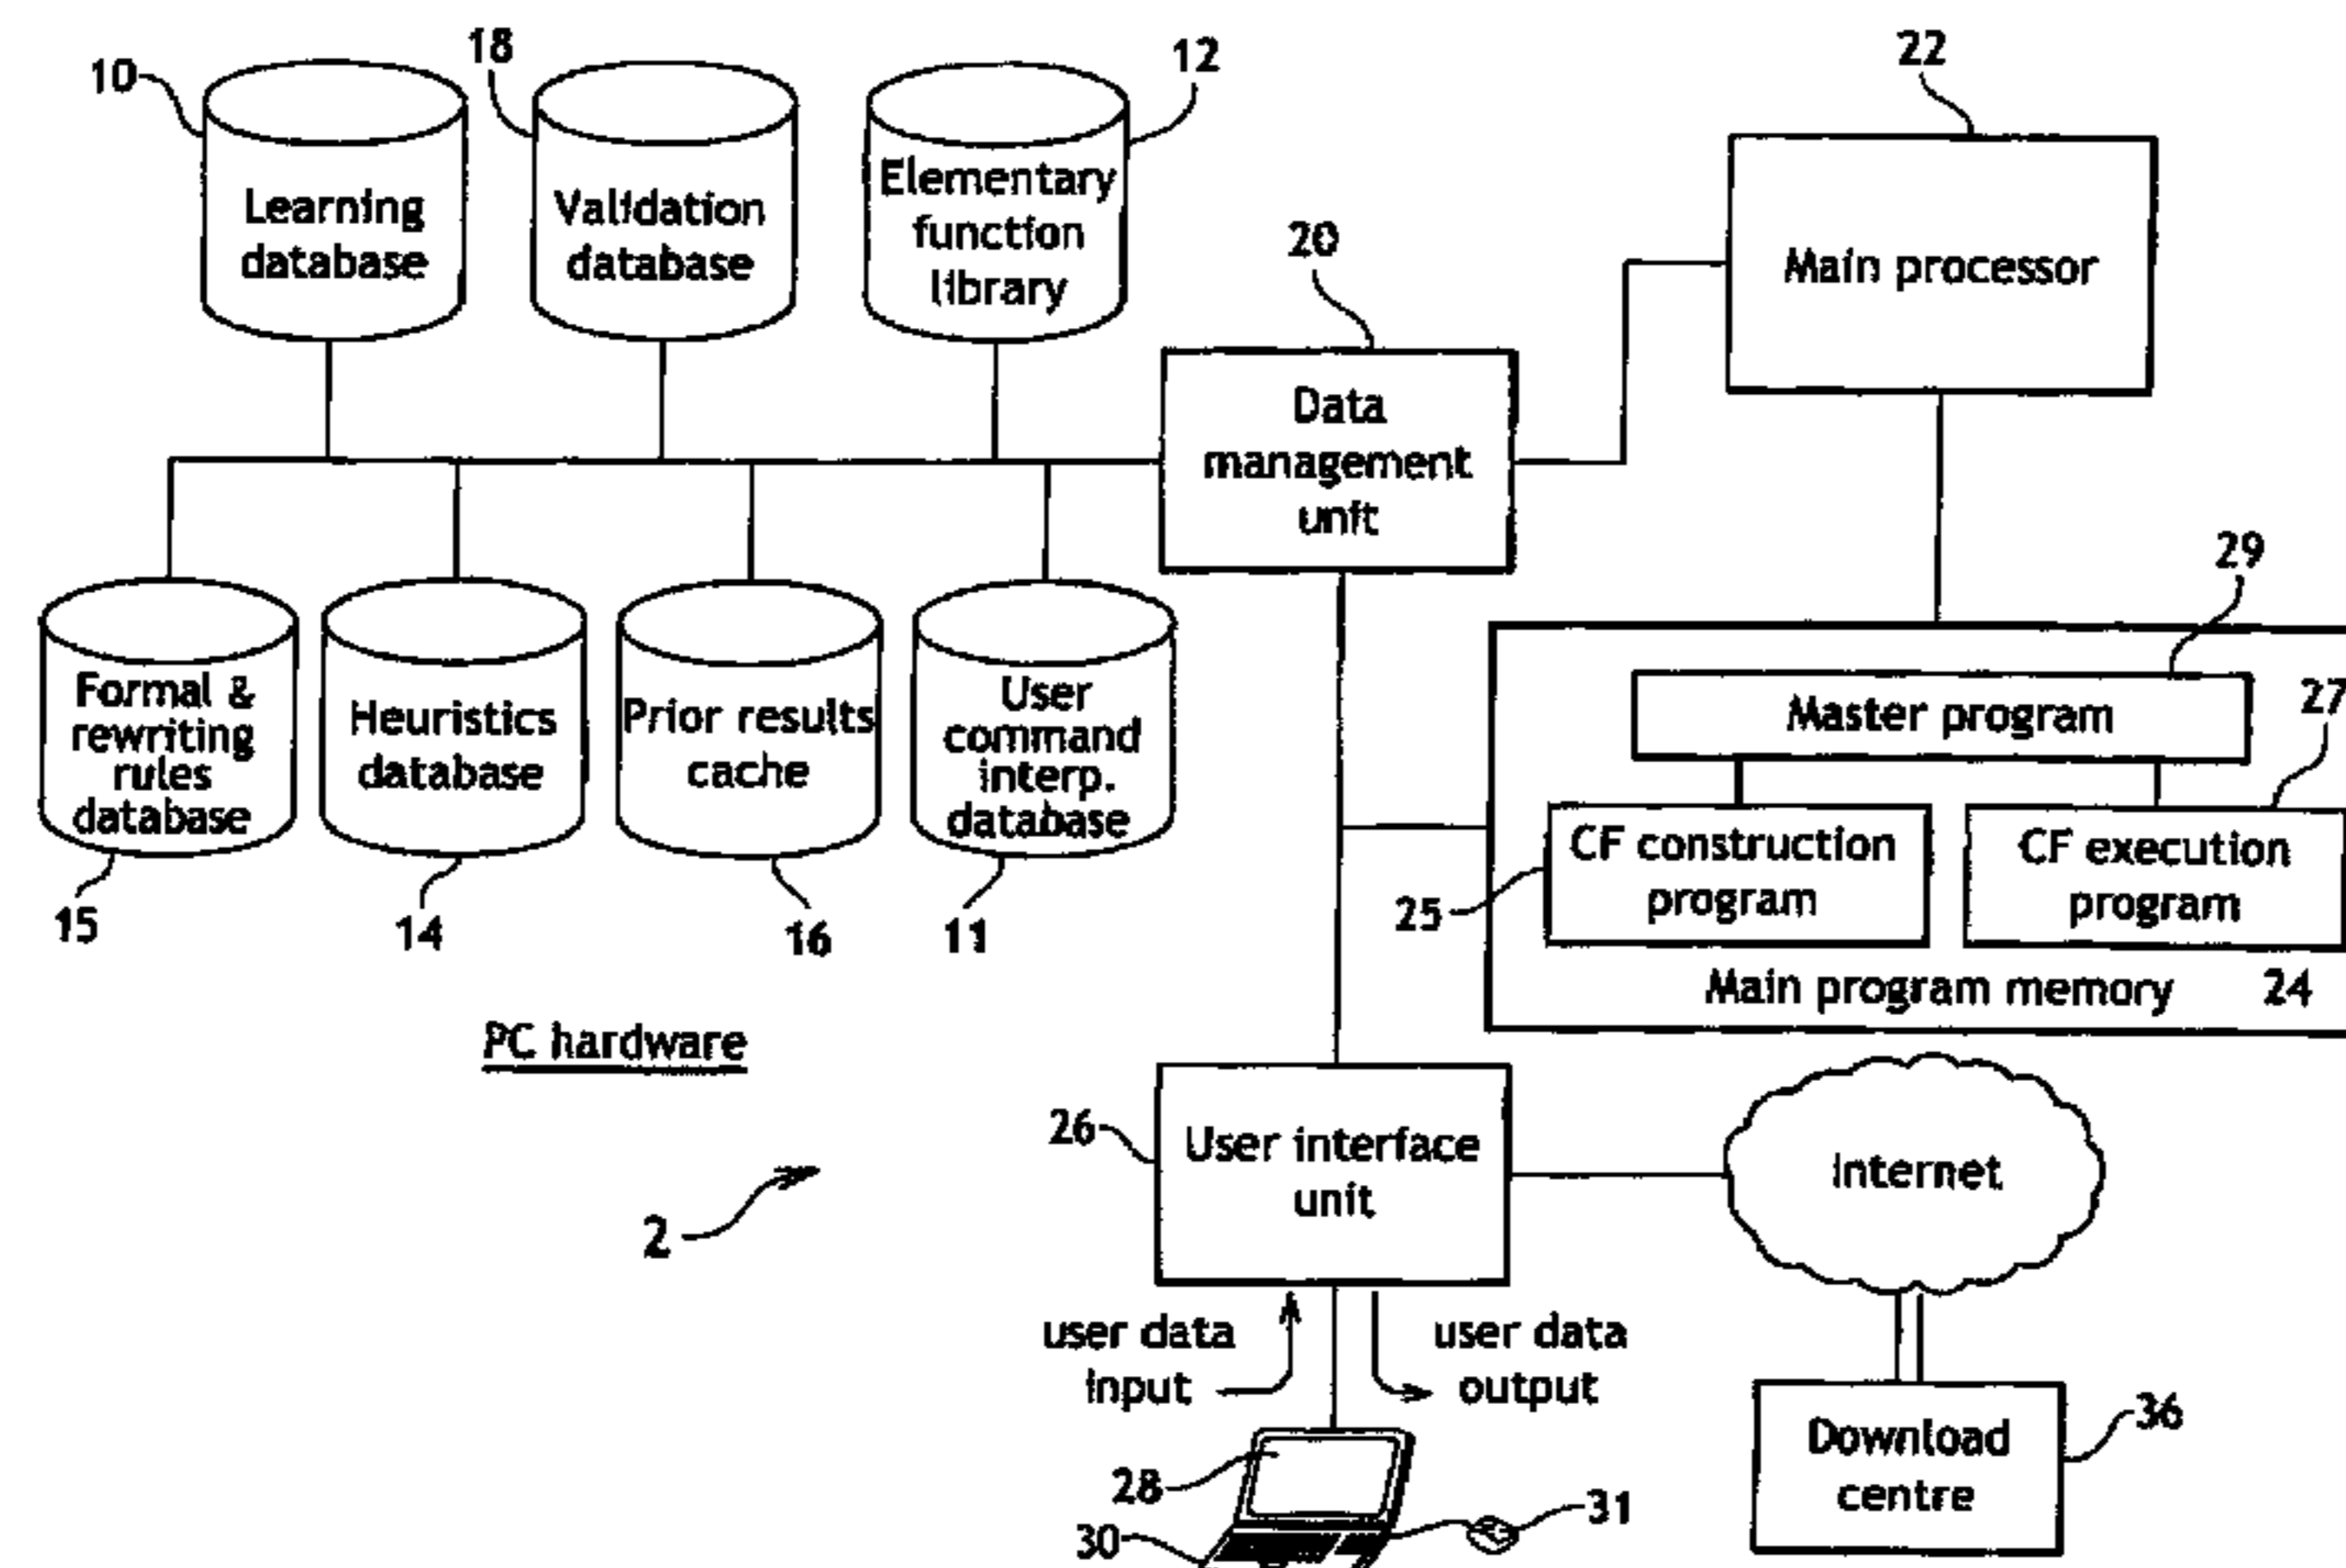 10
18
12
22
Learning
database
Validation
database
Elementary
function
library
20
Main processor
Data
management
unit
29
27
Master program
Formal &
rewriting
rules
database
Heuristics
database
Prior results
cache
User
command
interp.
database
CF construction
program
CF execution
program
25
15
14
16
11
Main program memory
24
PC hardware
26
User interface
unit
Internet
2
user data
input
user data
output
Download
centre
36
28
31
30